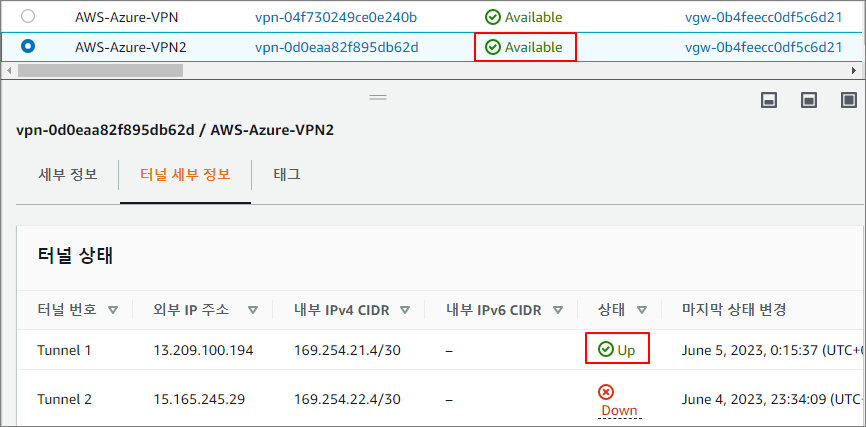 AWS-Azure-VPN vpn-04f730249ce0e240b Available vgw-0b4feecc0df5c6d21
AWS-Azure-VPN2 vpn-0d0eaa82f895db62d Available vgw-0b4feecc0df5c6d21
vpn-0d0eaa82f895db62d / AWS-Azure-VPN2
세부 정보 터널 세부 정보 태그
터널 상태
터널 번호 외부 IP 주소 내부 IPv4 CIDR 내부 IPv6 CIDR 상태 마지막 상태 변경
Tunnel 1 13.209.100.194 169.254.21.4/30 – Up June 5, 2023, 0:15:37 (UTC+
Tunnel 2 15.165.245.29 169.254.22.4/30 – Down June 4, 2023, 23:34:09 (UTC+